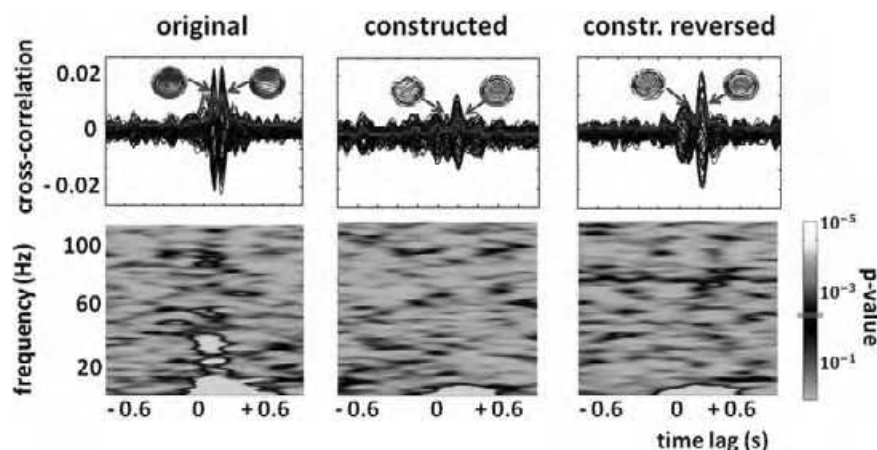 original constructed constr. reversed
cross-correlation
0.02
0
- 0.02
frequency (Hz)
100
60
20
- 0.6 0 + 0.6 - 0.6 0 + 0.6 - 0.6 0 + 0.6
time lag (s)
10-5
10-3
10-1
p-value